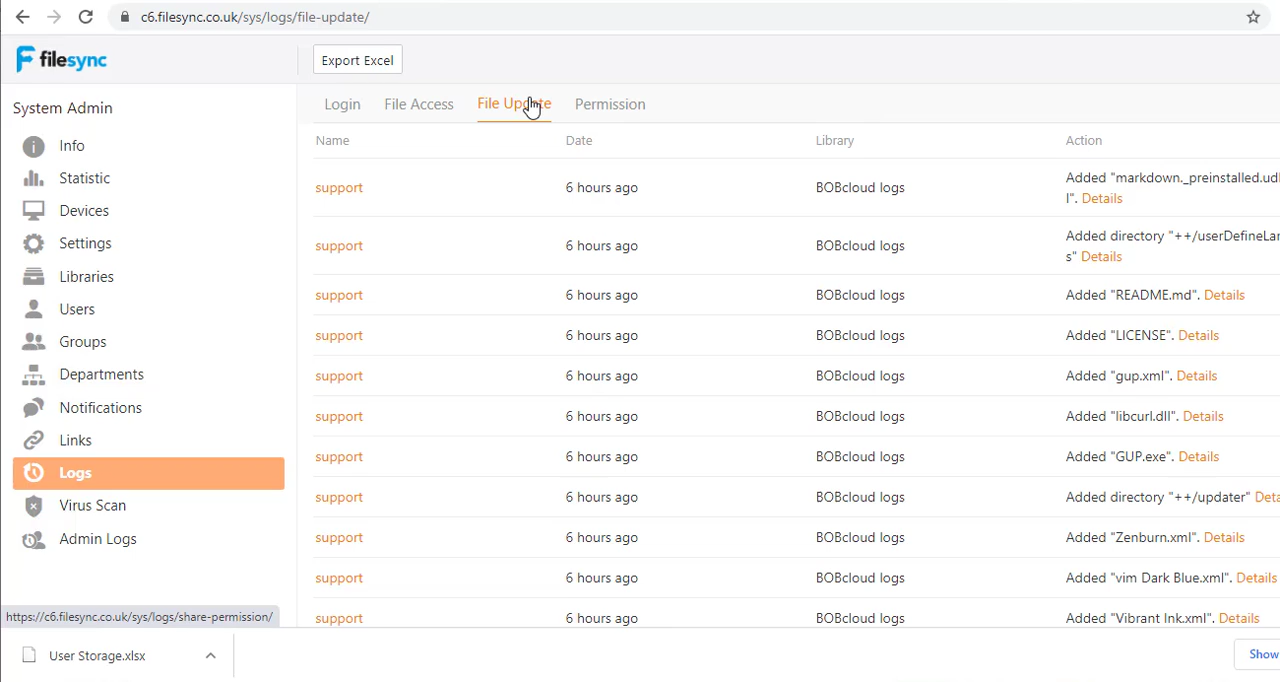 c6.filesync.co.uk/sys/logs/file-update/
filesync
Export Excel
System Admin
Login File Access File Update Permission
Info
Statistic
Devices
Settings
Libraries
Users
Groups
Departments
Notifications
Links
Logs
Virus Scan
Admin Logs
Name Date Library Action
support 6 hours ago BOBcloud logs Added "markdown._preinstalled.udl
l". Details
support 6 hours ago BOBcloud logs Added directory "++/userDefineLan
s" Details
support 6 hours ago BOBcloud logs Added "README.md". Details
support 6 hours ago BOBcloud logs Added "LICENSE". Details
support 6 hours ago BOBcloud logs Added "gup.xml". Details
support 6 hours ago BOBcloud logs Added "libcurl.dll". Details
support 6 hours ago BOBcloud logs Added "GUP.exe". Details
support 6 hours ago BOBcloud logs Added directory "++/updater" Deta
support 6 hours ago BOBcloud logs Added "Zenburn.xml". Details
support 6 hours ago BOBcloud logs Added "vim Dark Blue.xml". Details
support 6 hours ago BOBcloud logs Added "Vibrant Ink.xml". Details
https://c6.filesync.co.uk/sys/logs/share-permission/
User Storage.xlsx
Show